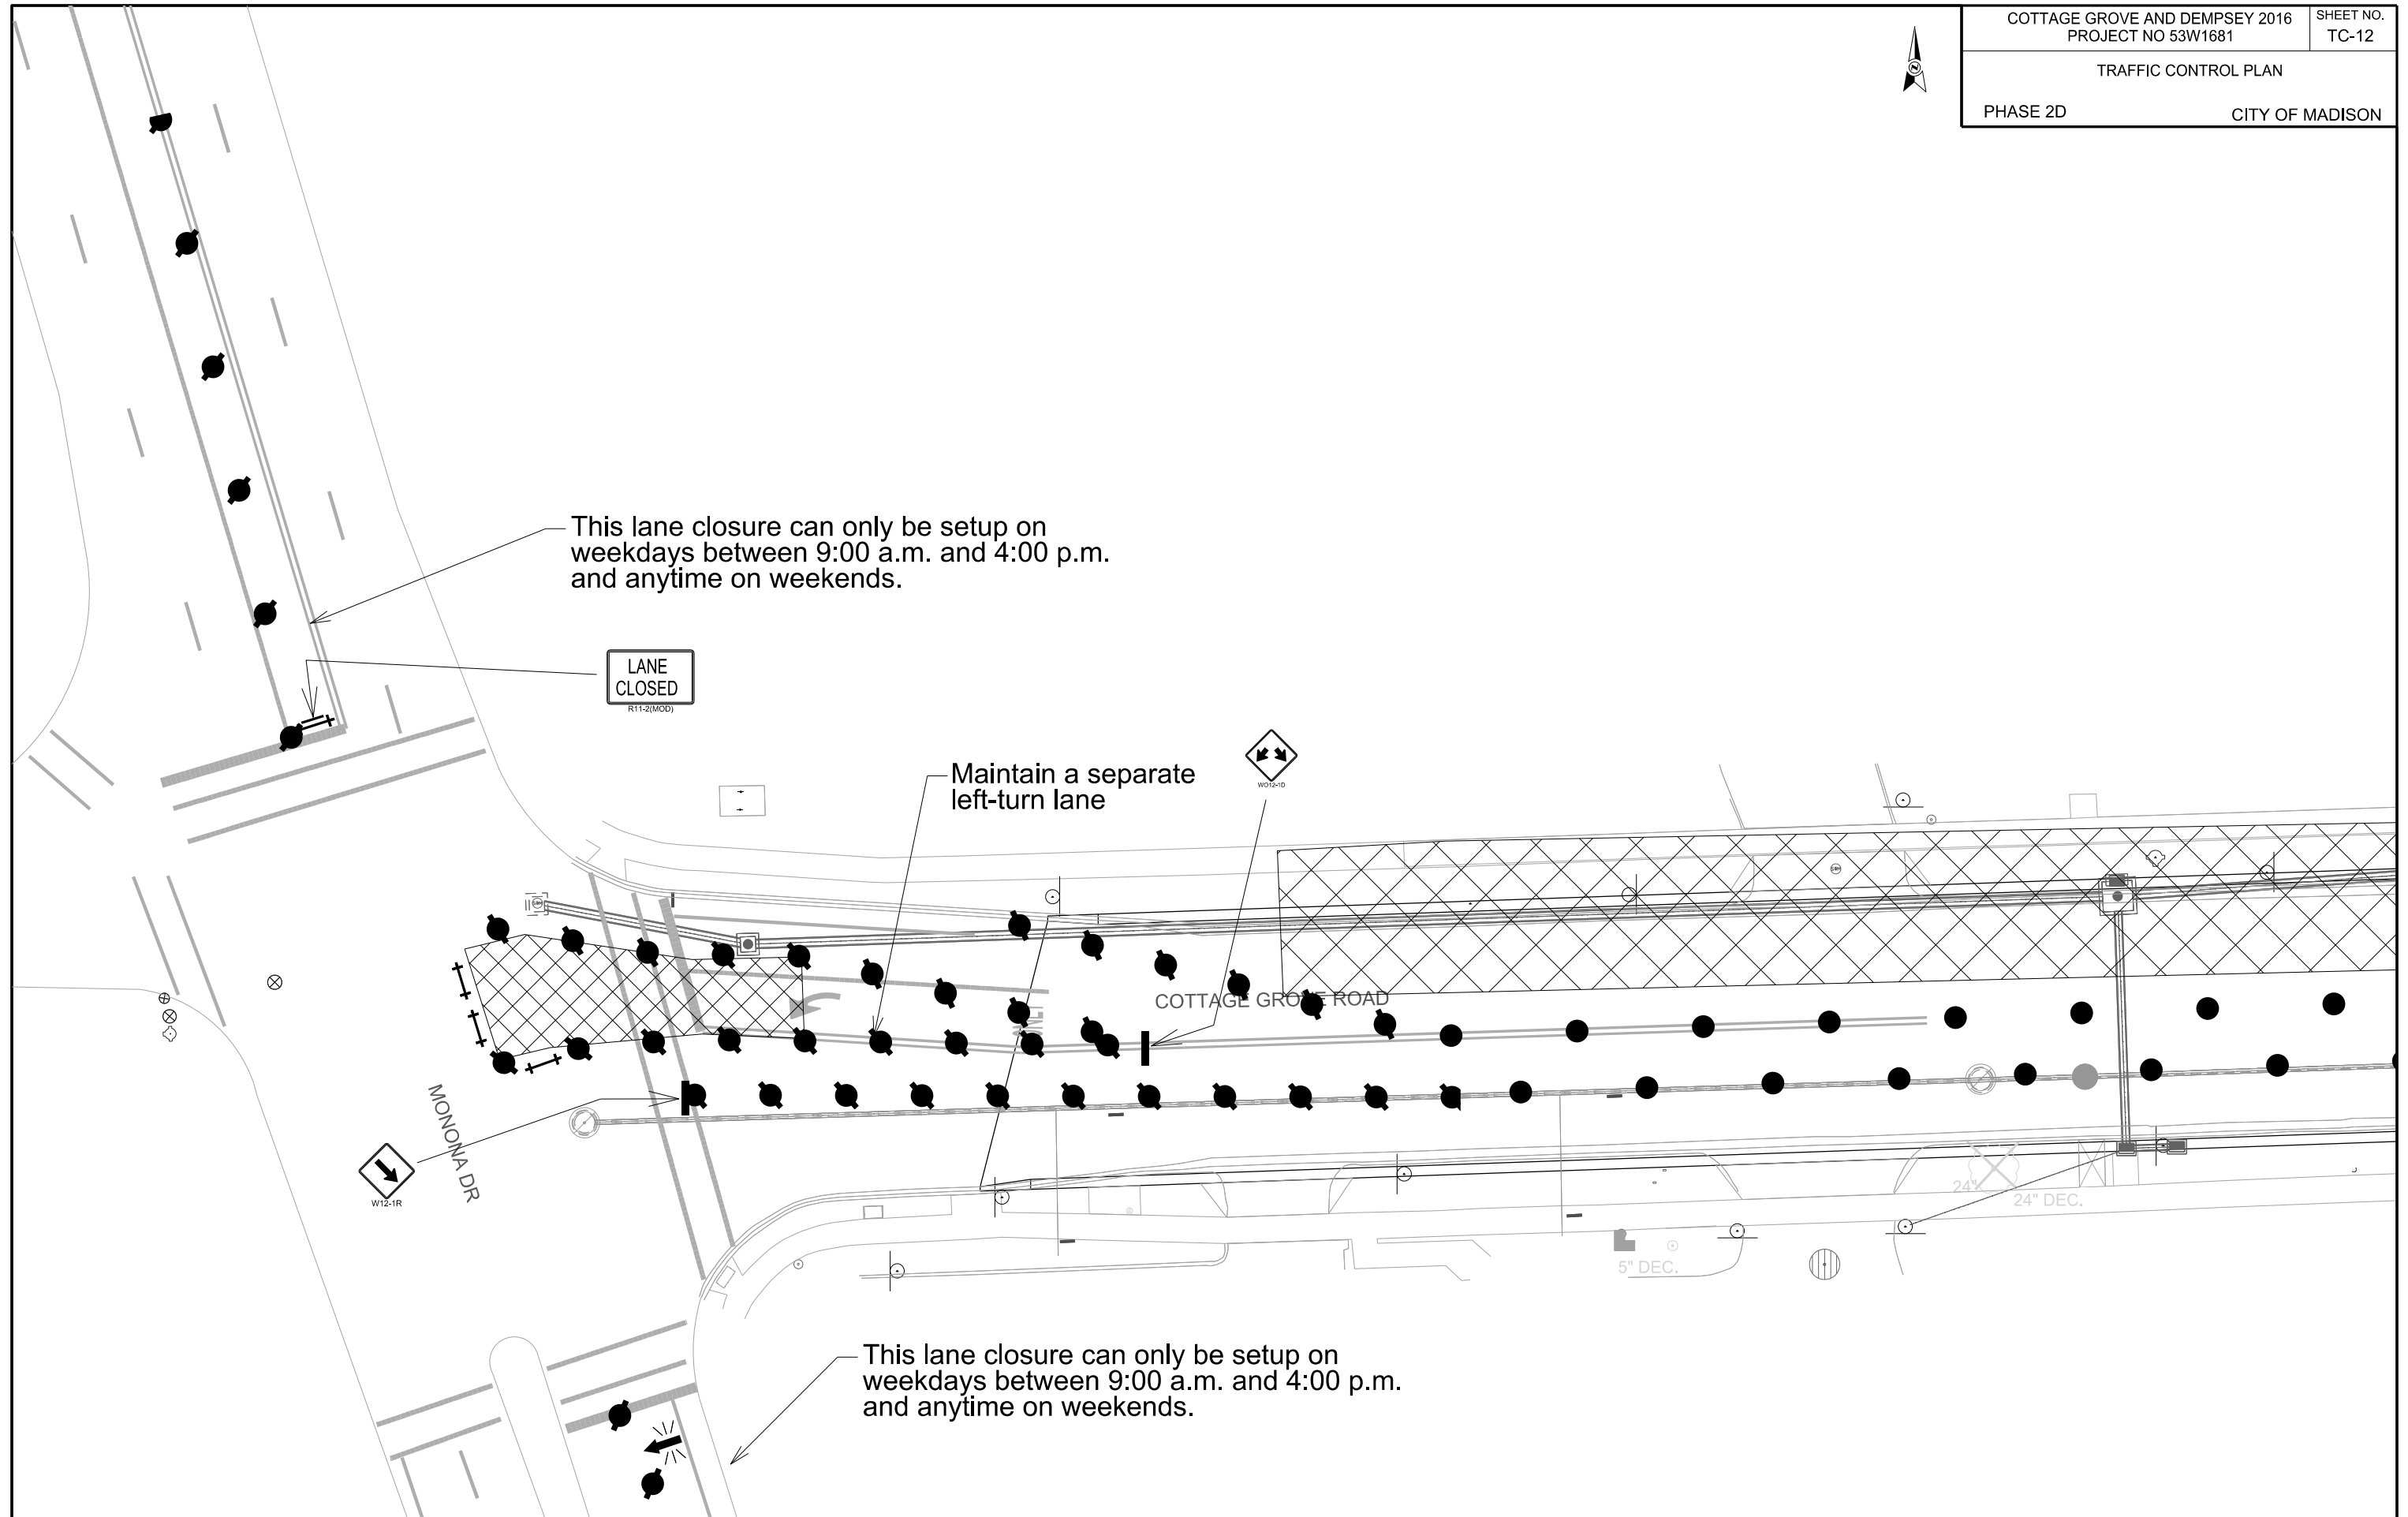 COTTAGE GROVE AND DEMPSEY 2016
PROJECT NO 53W1681
SHEET NO.
TC-12
TRAFFIC CONTROL PLAN
PHASE 2D
CITY OF MADISON
This lane closure can only be setup on
weekdays between 9:00 a.m. and 4:00 p.m.
and anytime on weekends.
LANE
CLOSED
R11-2(MOD)
Maintain a separate
left-turn lane
WO12-1D
COTTAGE GROVE ROAD
ONLY
MONONA DR
W12-1R
24"
24" DEC.
5" DEC.
This lane closure can only be setup on
weekdays between 9:00 a.m. and 4:00 p.m.
and anytime on weekends.